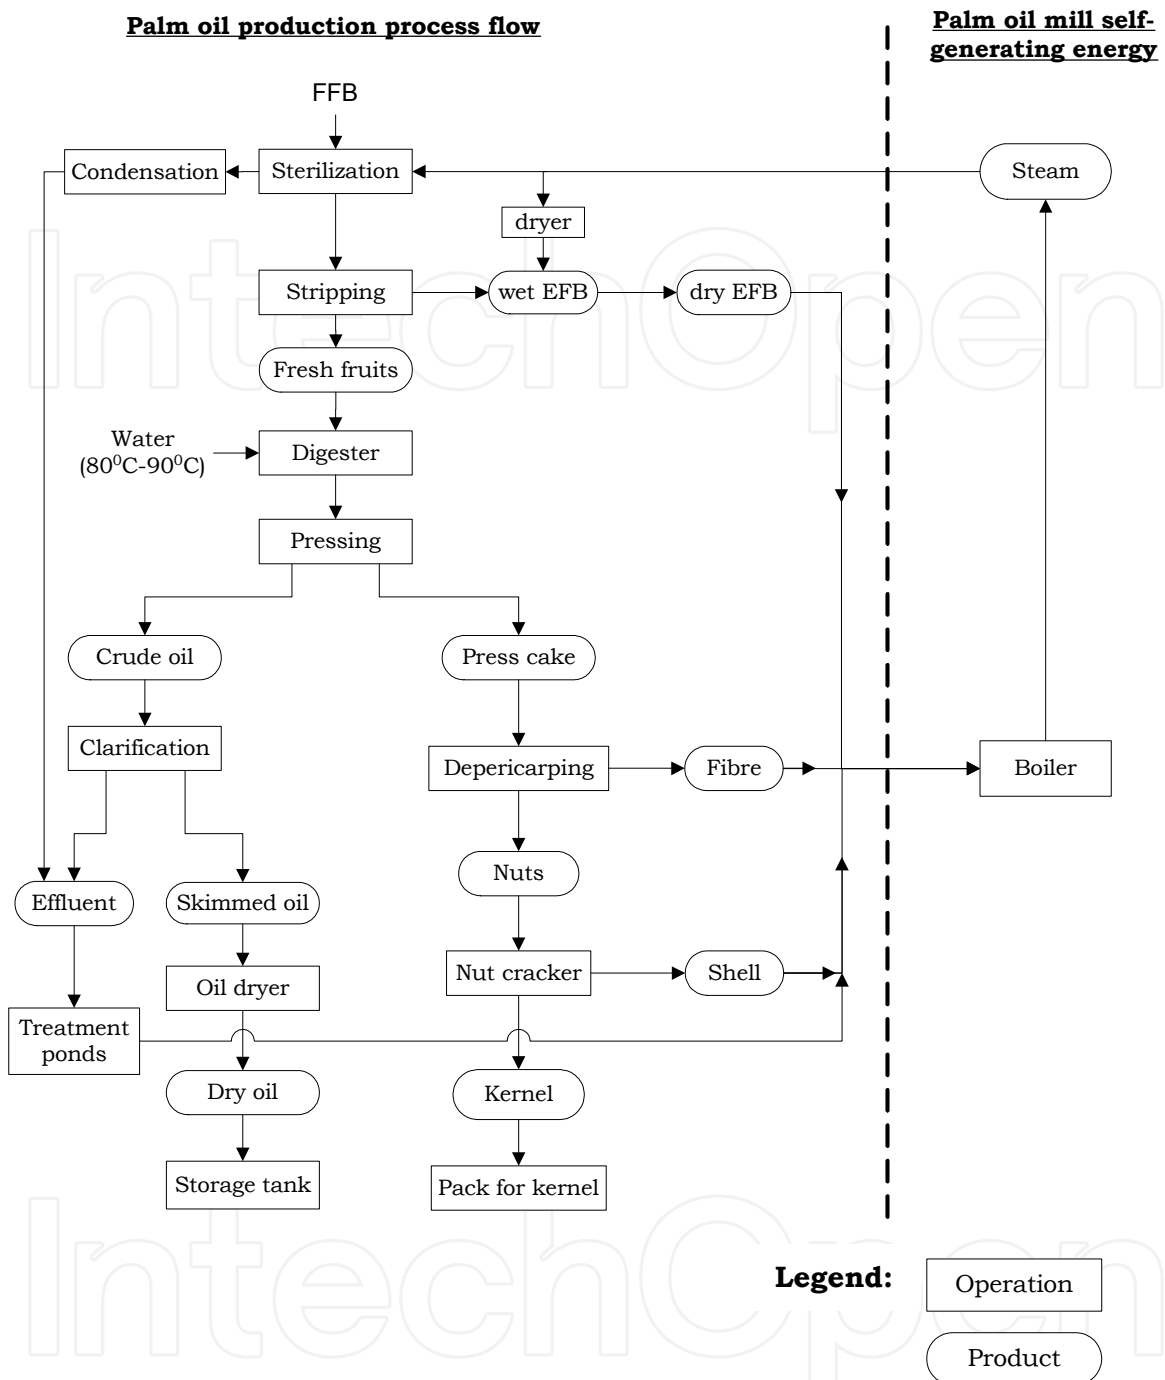 Palm oil production process flow
Palm oil mill self-
generating energy
FFB
Condensation
Sterilization
Steam
dryer
Stripping
wet EFB
dry EFB
Fresh fruits
Water
(80⁰C-90⁰C)
Digester
Pressing
Crude oil
Press cake
Clarification
Depericarping
Fibre
Boiler
Nuts
Effluent
Skimmed oil
Nut cracker
Shell
Oil dryer
Treatment
ponds
Dry oil
Kernel
Storage tank
Pack for kernel
Legend:
Operation
Product
IntechOpen
IntechOpen